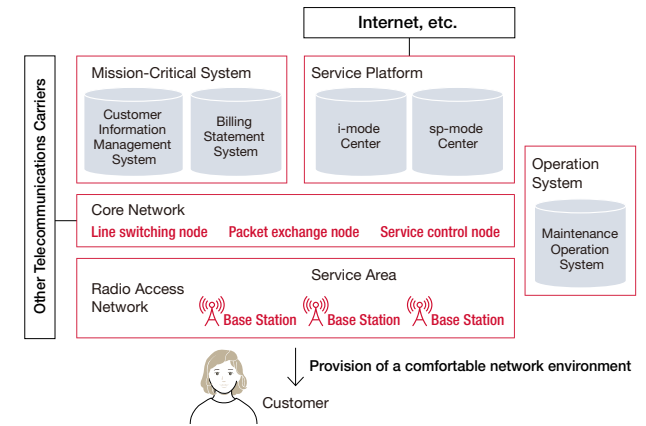 Internet, etc.
Other Telecommunications Carriers
Mission-Critical System
Customer
Information
Management
System
Billing
Statement
System
Service Platform
i-mode
Center
sp-mode
Center
Operation
System
Maintenance
Operation
System
Core Network
Line switching node
Packet exchange node
Service control node
Service Area
Radio Access
Network
Base Station
Base Station
Base Station
Provision of a comfortable network environment
Customer